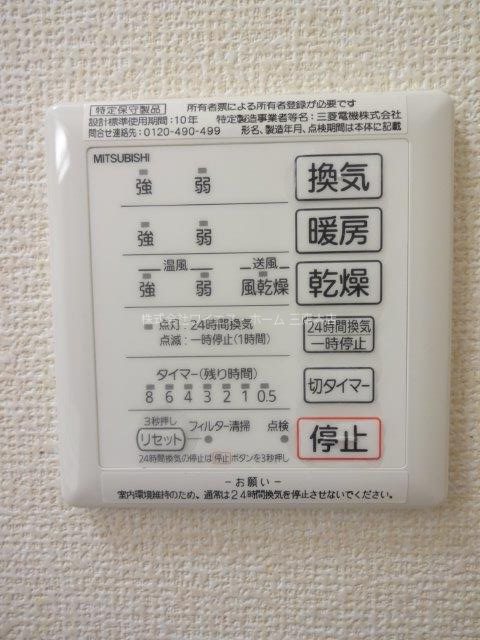 特定保守製品 所有者票による所有者登録が必要です
設計標準使用期間:10年 特定製造事業者等名:三菱電機株式会社
問合せ連絡先:0120-490-499 形名、製造年月、点検期間は本体に記載
MITSUBISHI
強 弱 換気
強 弱 暖房
温風 送風
強 弱 風乾燥 乾燥
点灯:24時間換気
点滅:一時停止(1時間)
24時間換気
一時停止
タイマー(残り時間)
8 6 4 3 2 1 0.5
切タイマー
3秒押し
リセット フィルター清掃 点検
停止
24時間換気の停止は停止ボタンを3秒押し
-お願い-
室内環境維持のため、通常は24時間換気を停止させないでください。